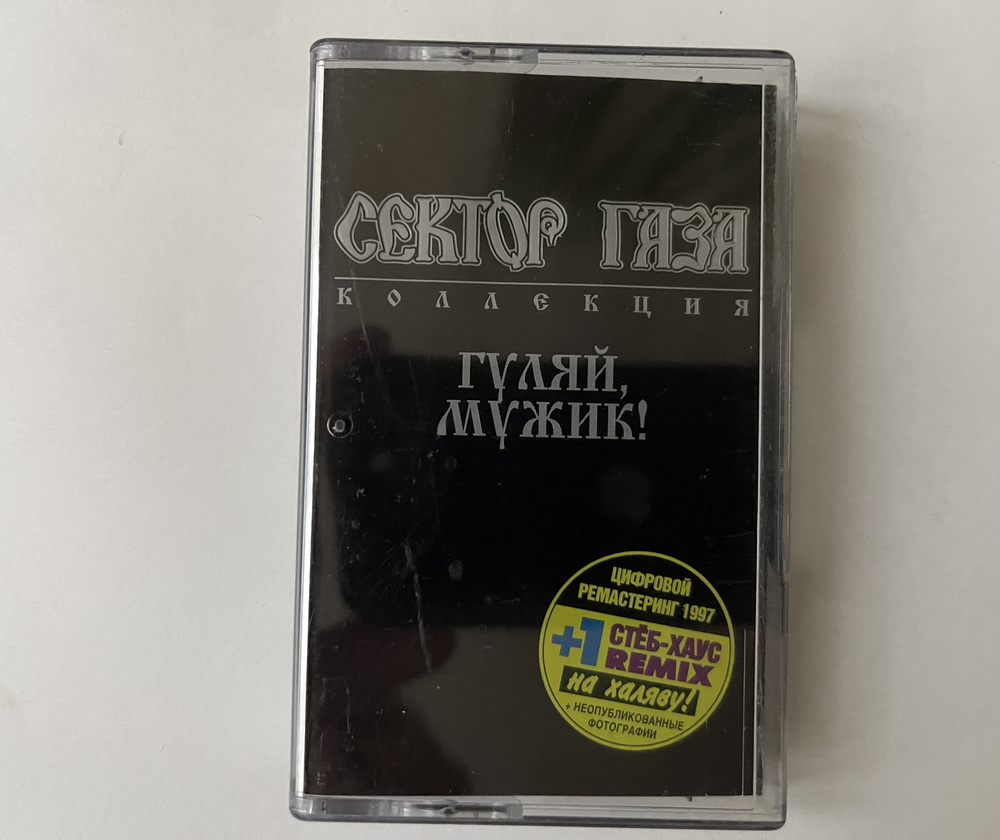 СЕКТОР ГАЗА
КОЛЛЕКЦИЯ
ГУЛЯЙ,
МУЖИК!
ЦИФРОВОЙ
РЕМАСТЕРИНГ 1997
+1 СТЁБ-ХАУС
REMIX
на халяву!
+ НЕОПУБЛИКОВАННЫЕ
ФОТОГРАФИИ